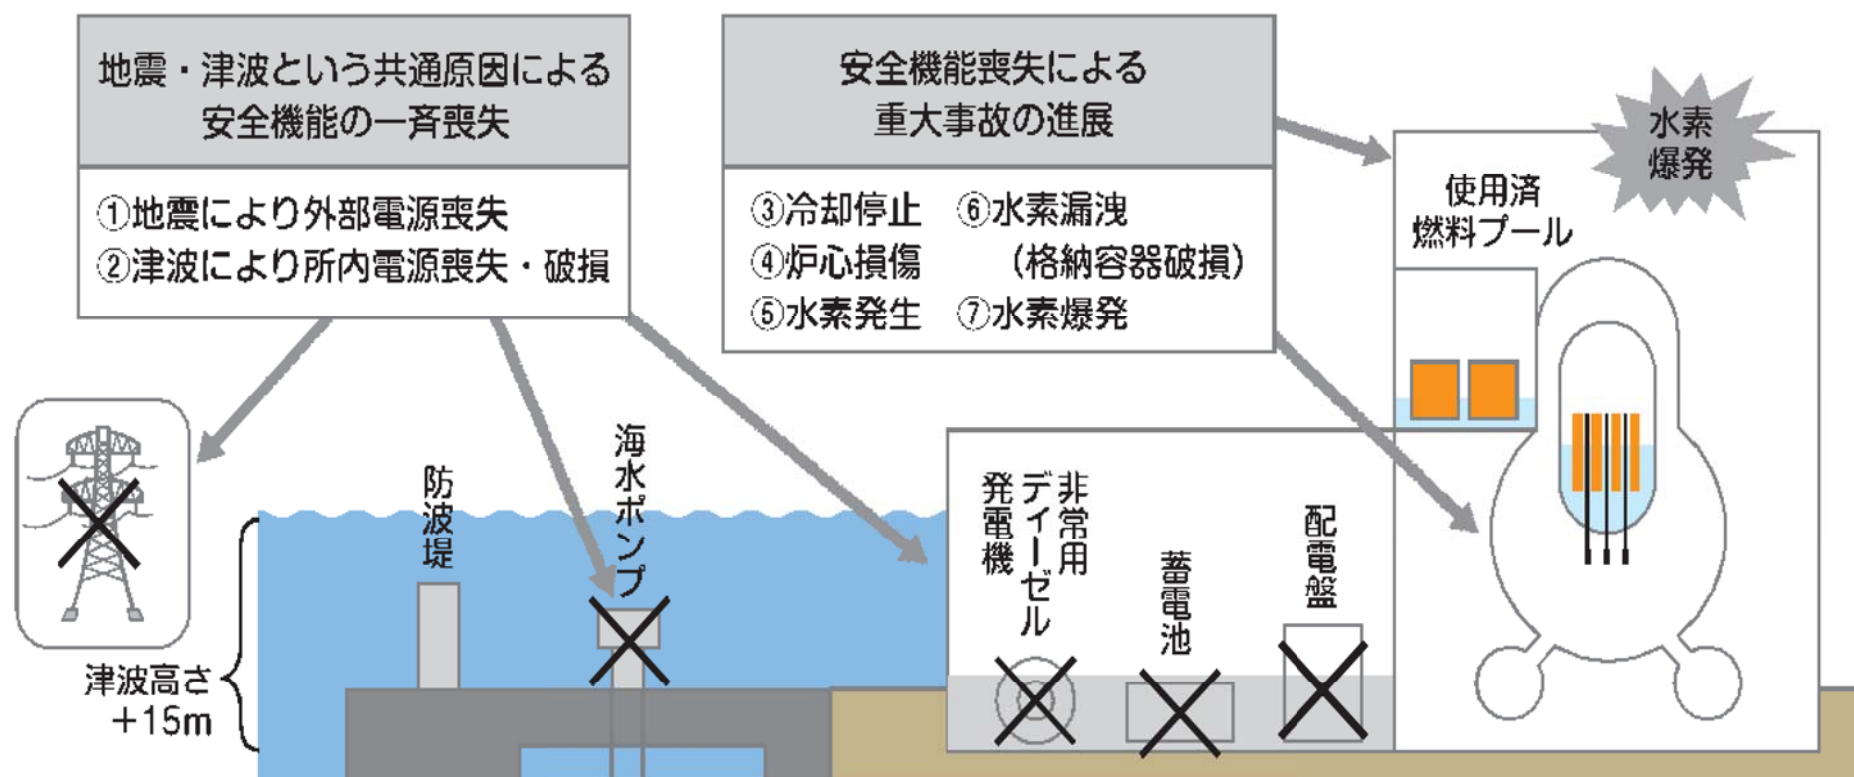 地震・津波という共通原因による
安全機能の一斉喪失
①地震により外部電源喪失
②津波により所内電源喪失・破損
安全機能喪失による
重大事故の進展
③冷却停止
④炉心損傷
⑤水素発生
⑥水素漏洩
（格納容器破損）
⑦水素爆発
水素
爆発
使用済
燃料プール
防波堤
海水ポンプ
非常用
ディーゼル
発電機
蓄電池
配電盤
津波高さ
＋15m